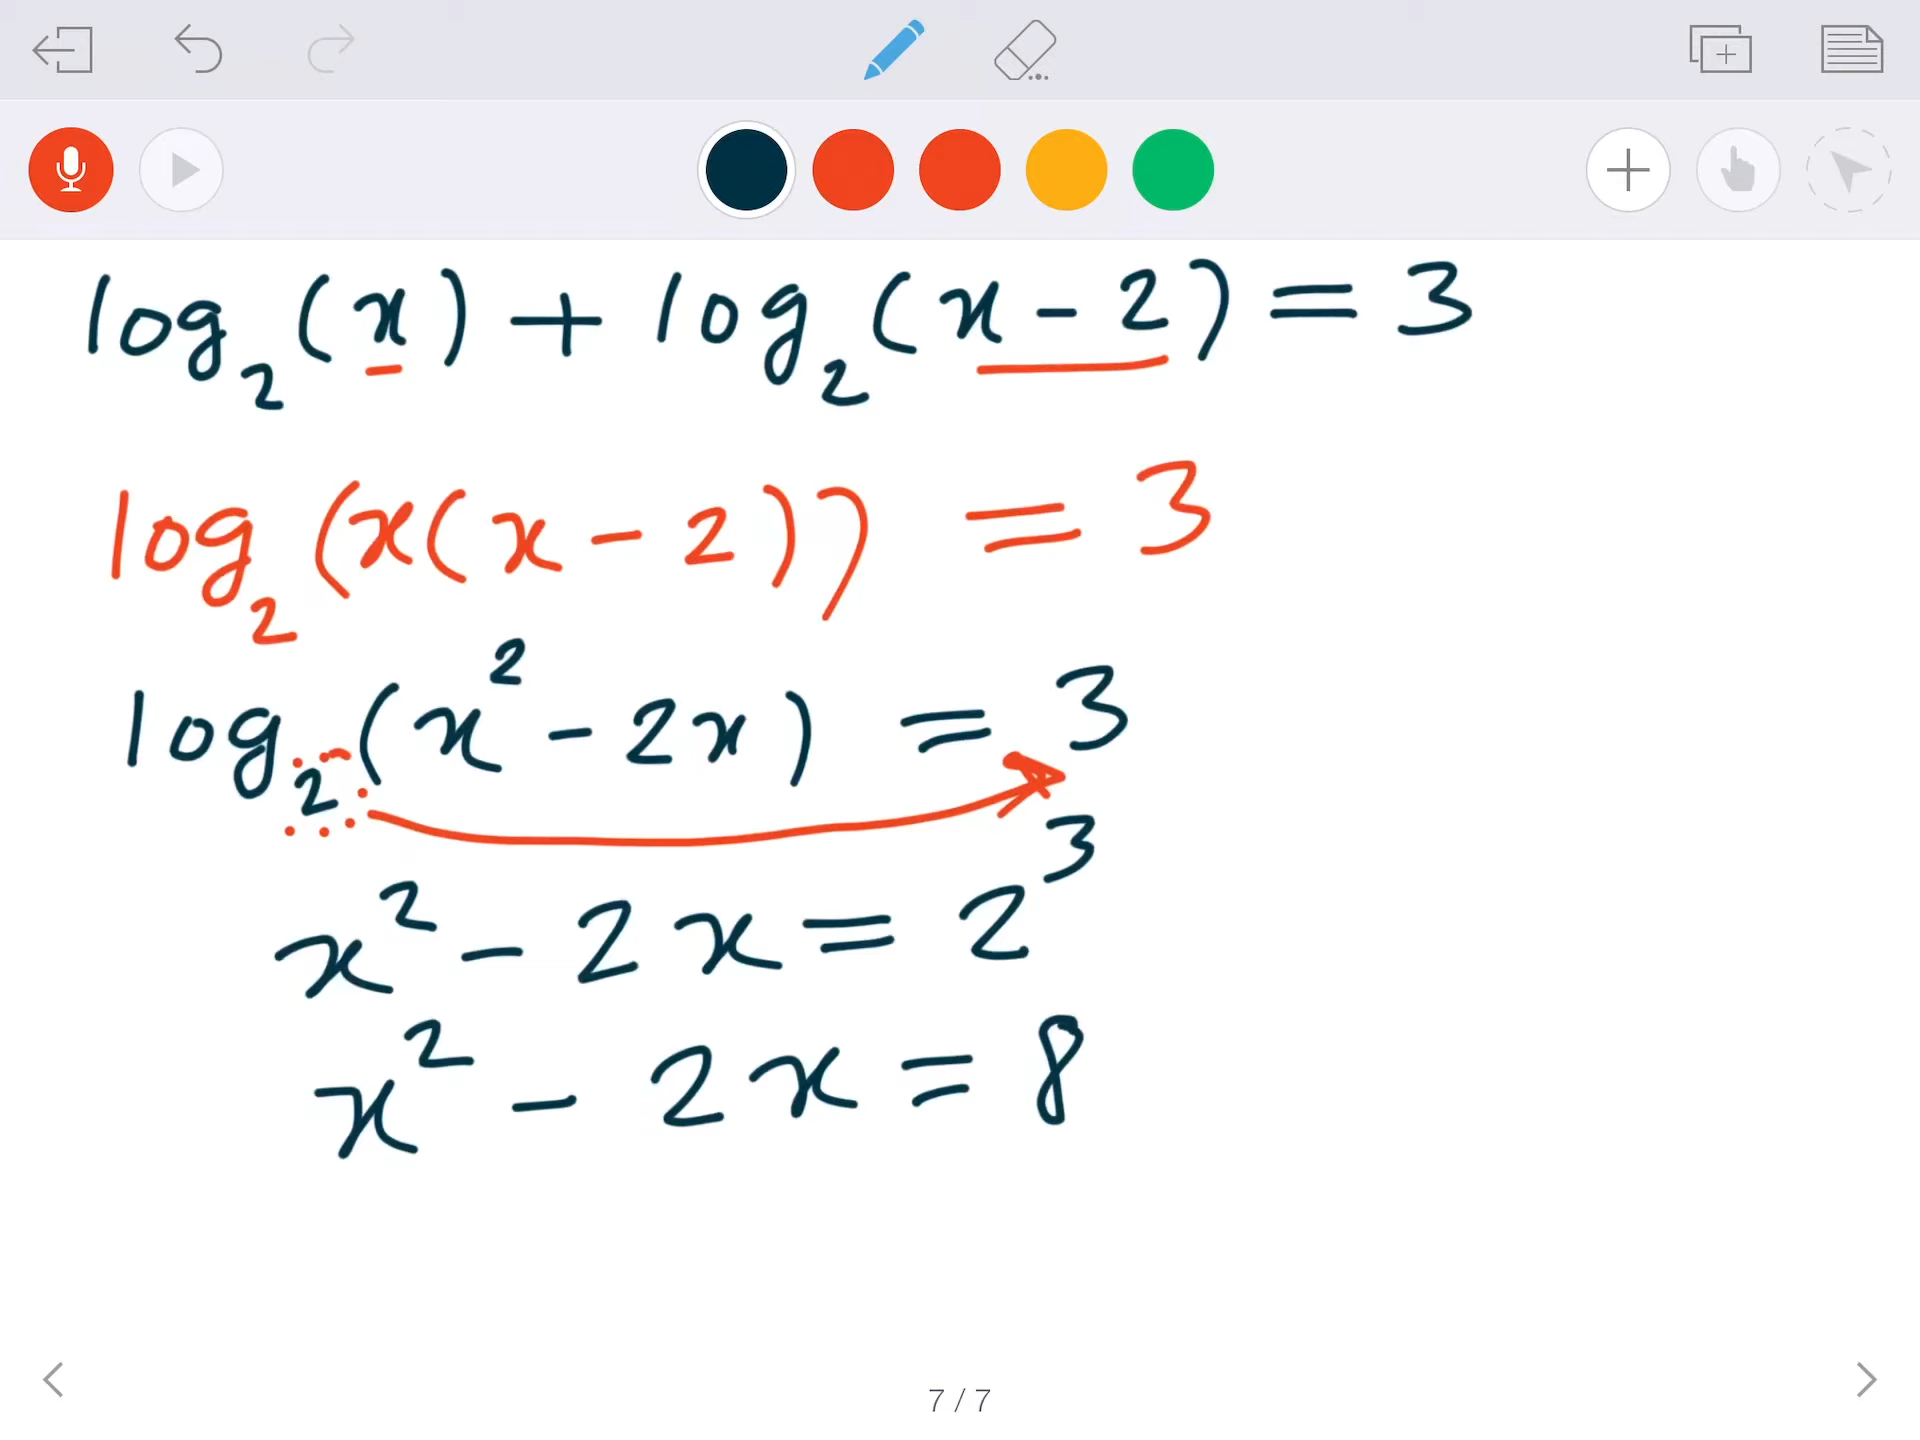 log₂(x) + log₂(x - 2) = 3
log₂(x(x - 2)) = 3
log₂(x² - 2x) = 3
x² - 2x = 2³
x² - 2x = 8
7 / 7